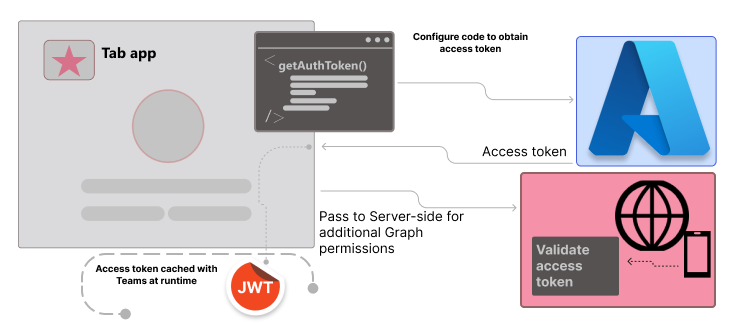 Tab app
<
getAuthToken()
/>
Configure code to obtain
access token
Access token
Pass to Server-side for
additional Graph
permissions
Validate
access
token
Access token cached with
Teams at runtime
JWT